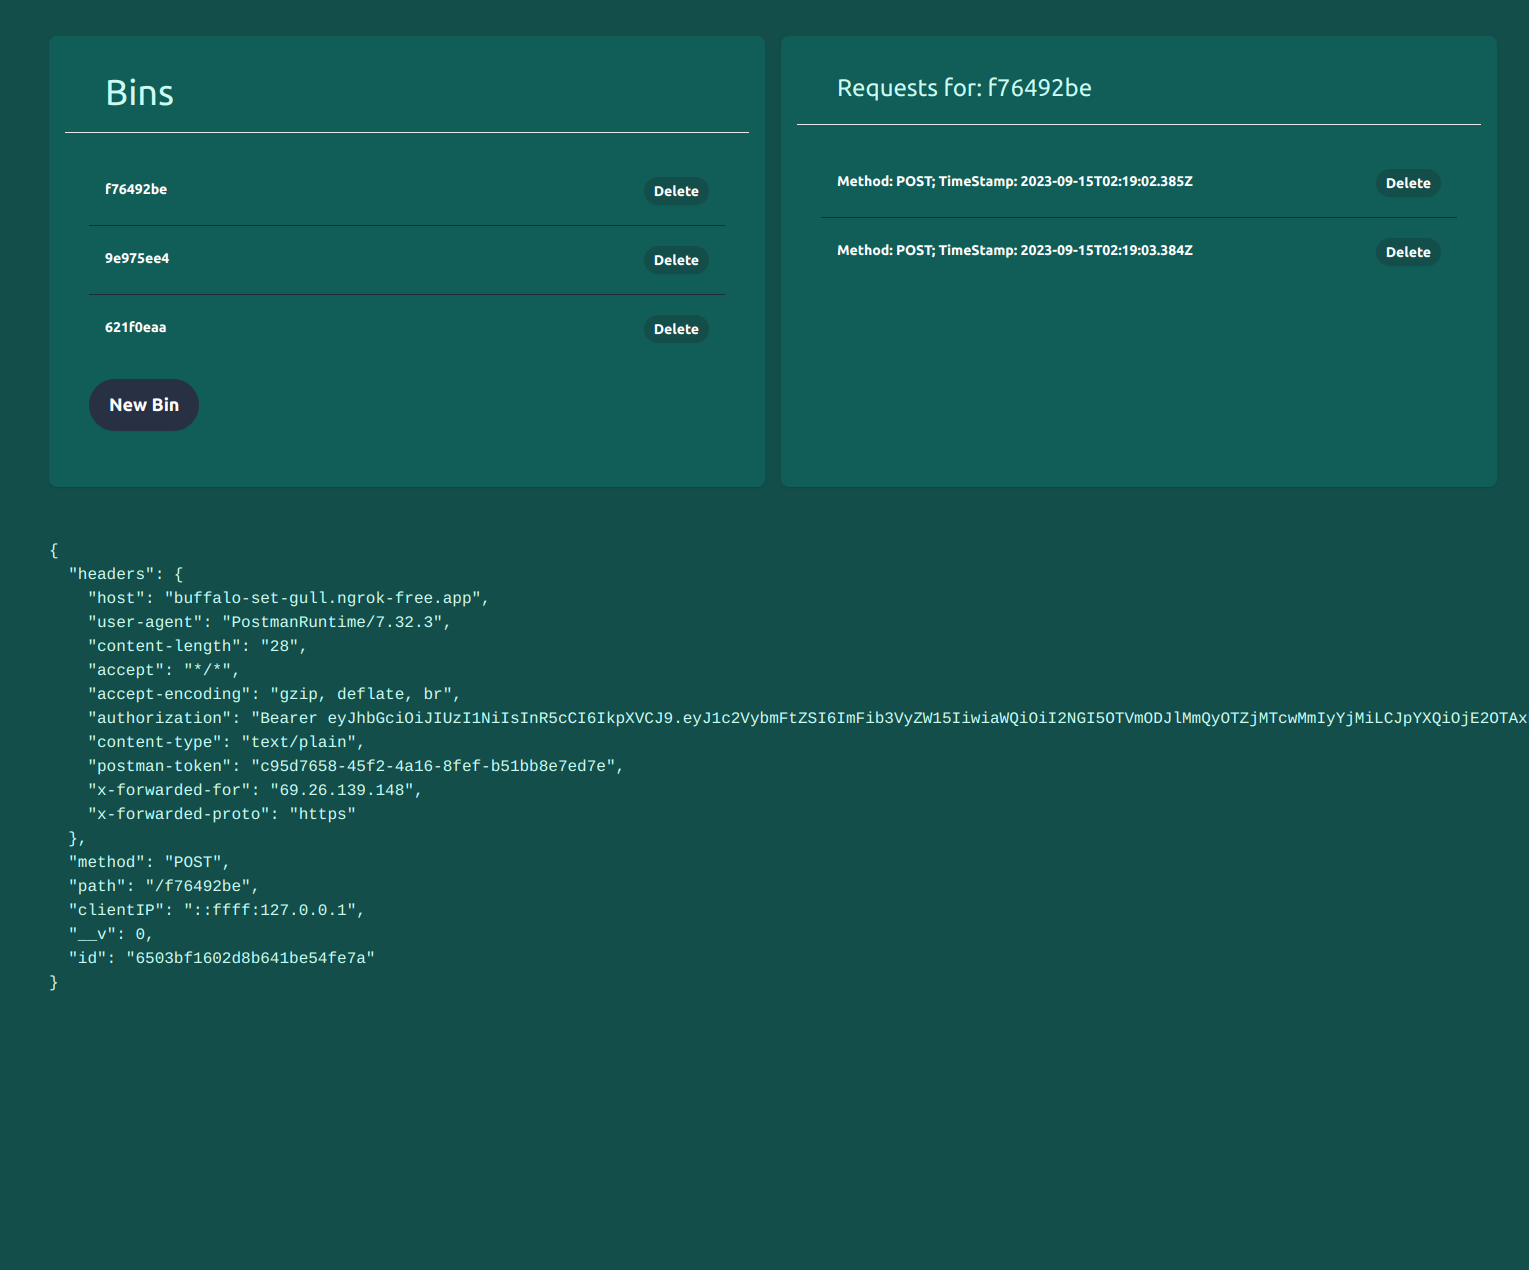 Bins
f76492be
Delete
9e975ee4
Delete
621f0eaa
Delete
New Bin
Requests for: f76492be
Method: POST; TimeStamp: 2023-09-15T02:19:02.385Z
Delete
Method: POST; TimeStamp: 2023-09-15T02:19:03.384Z
Delete
{
  "headers": {
    "host": "buffalo-set-gull.ngrok-free.app",
    "user-agent": "PostmanRuntime/7.32.3",
    "content-length": "28",
    "accept": "*/*",
    "accept-encoding": "gzip, deflate, br",
    "authorization": "Bearer eyJhbGciOiJIUzI1NiIsInR5cCI6IkpXVCJ9.eyJ1c2VybmFtZSI6ImFib3VyZW15IiwiaWQiOiI2NGI5OTVmODJlMmQyOTZjMTcwMmIyYjMiLCJpYXQiOjE2OTAx
    "content-type": "text/plain",
    "postman-token": "c95d7658-45f2-4a16-8fef-b51bb8e7ed7e",
    "x-forwarded-for": "69.26.139.148",
    "x-forwarded-proto": "https"
  },
  "method": "POST",
  "path": "/f76492be",
  "clientIP": "::ffff:127.0.0.1",
  "__v": 0,
  "id": "6503bf1602d8b641be54fe7a"
}